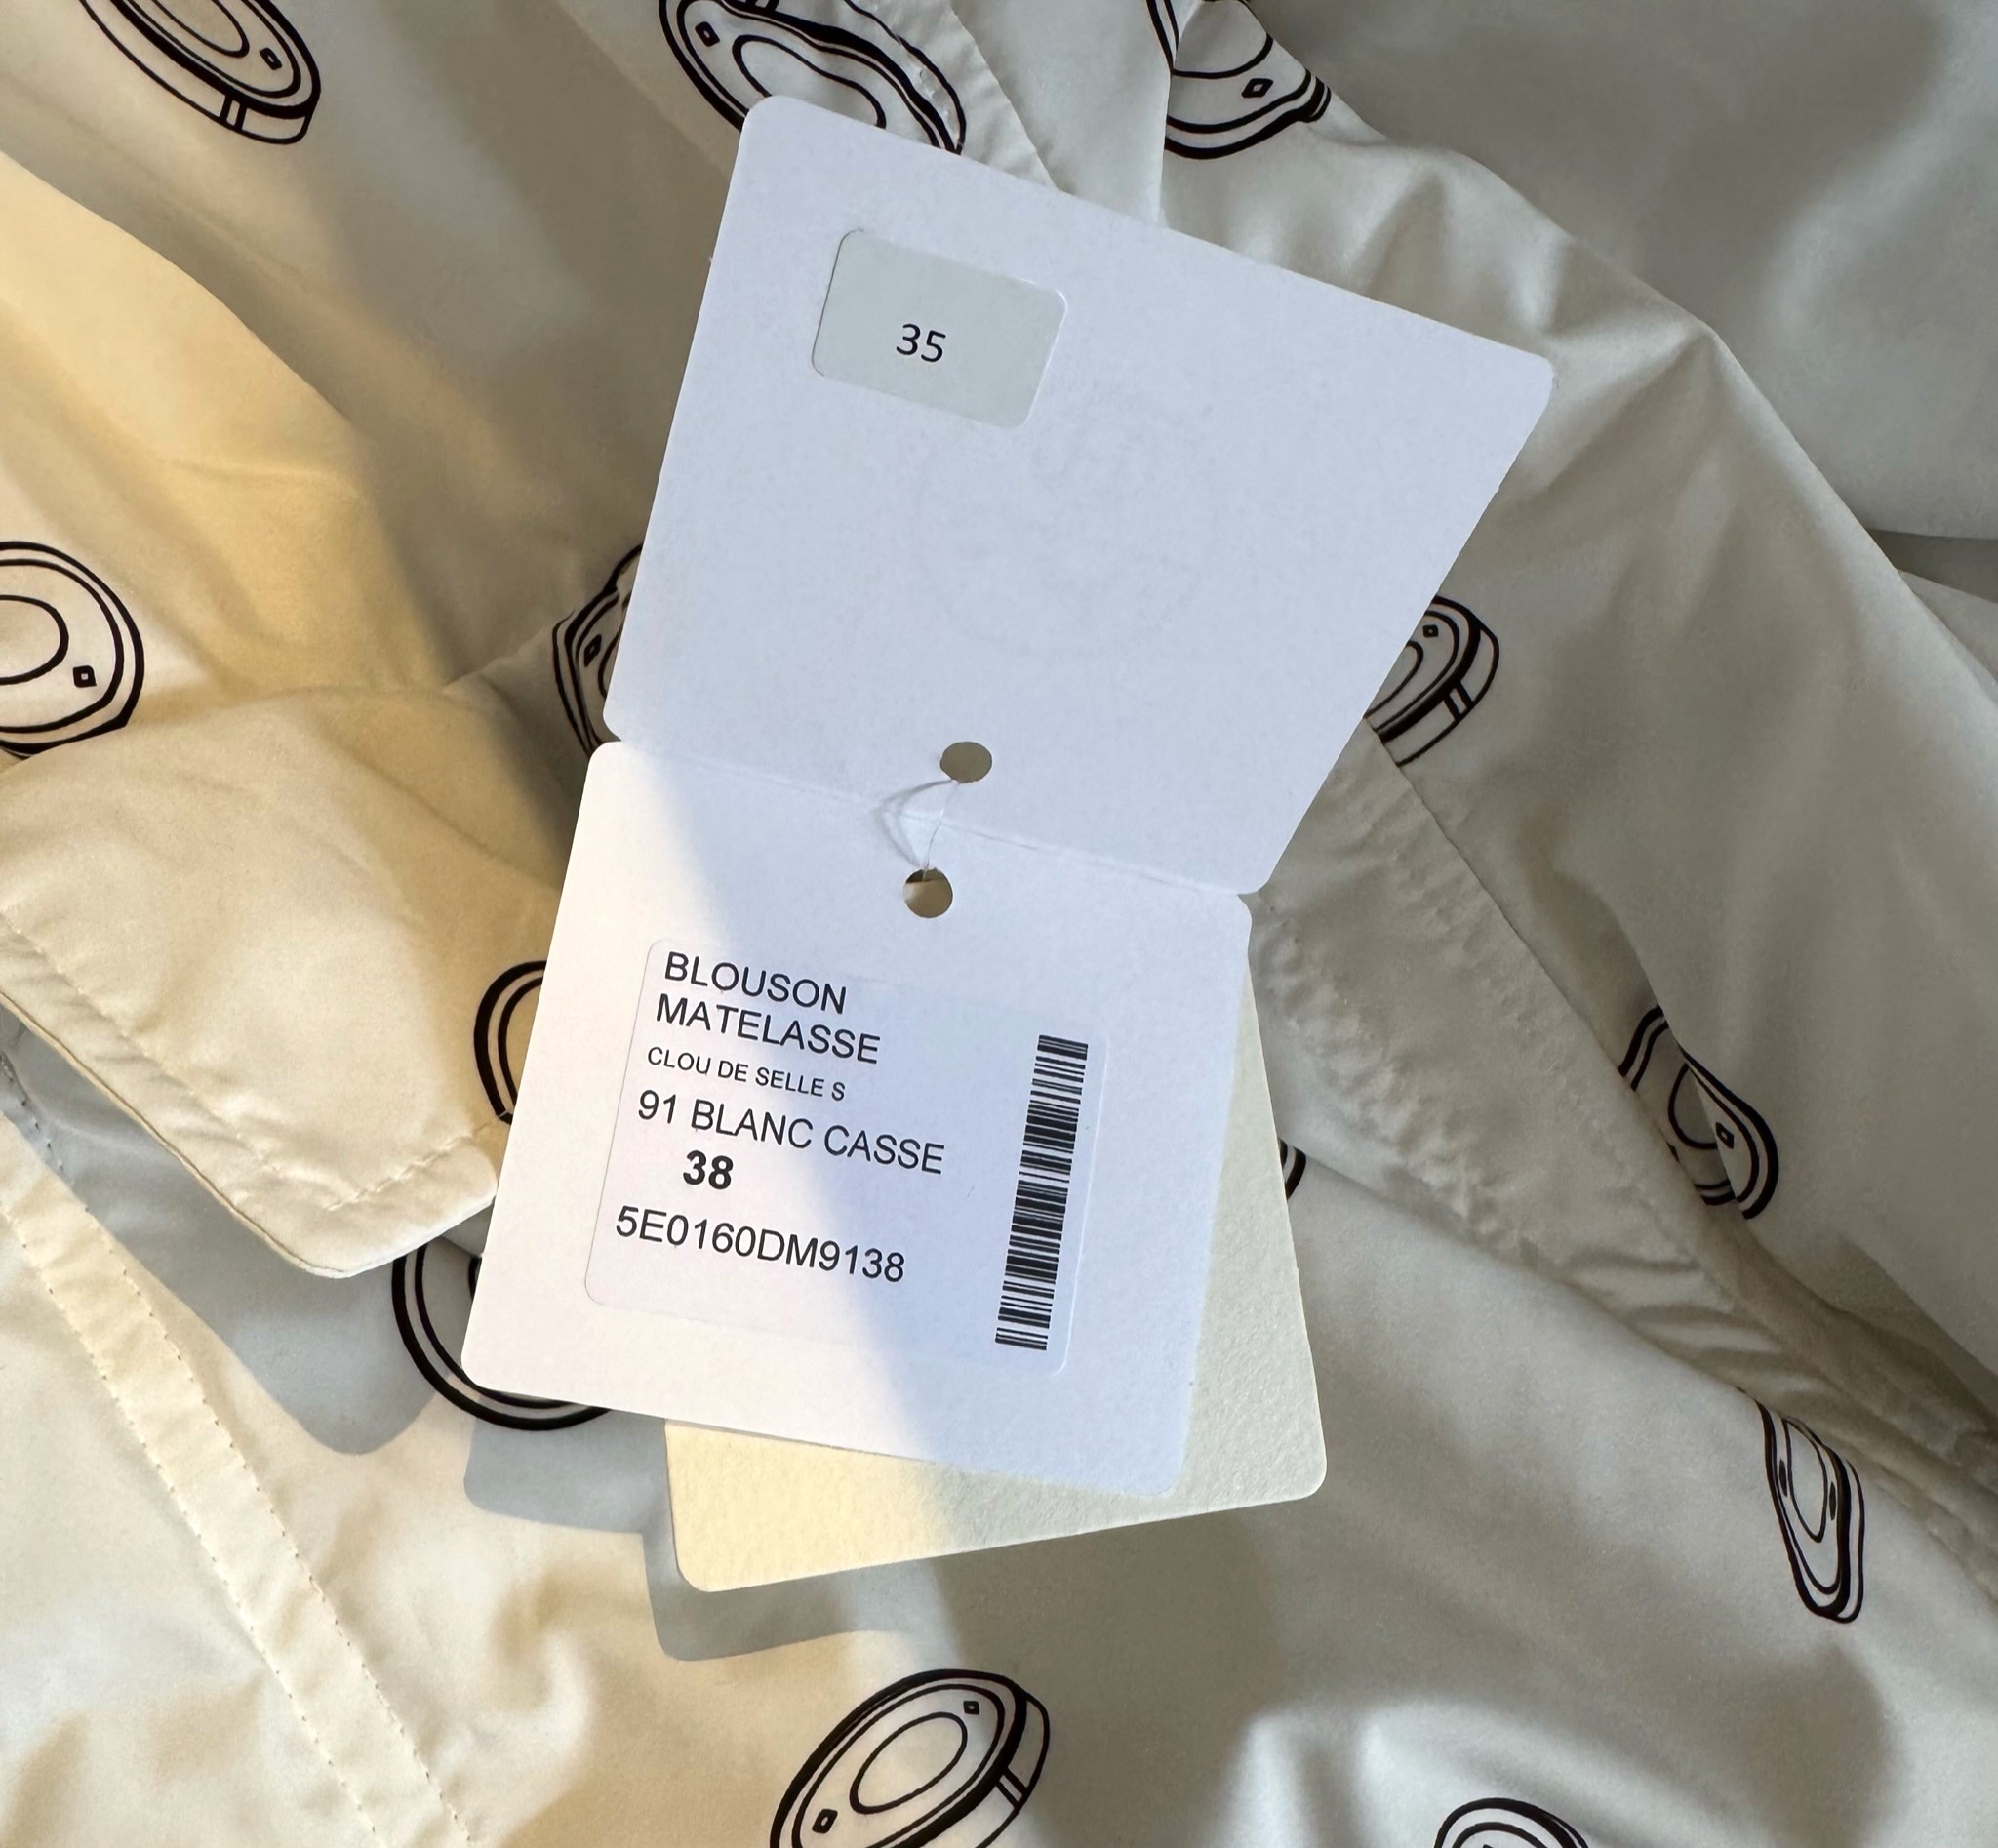 35
BLOUSON
MATELASSE
CLOU DE SELLE S
91 BLANC CASSE
38
5E0160DM9138